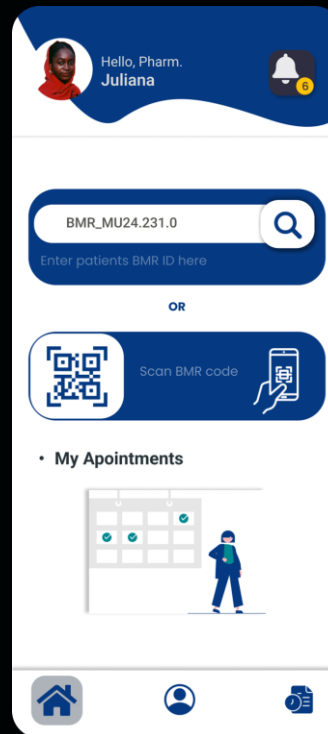 Hello, Pharm.
Juliana
6
BMR_MU24.231.0
Enter patients BMR ID here
OR
Scan BMR code
• My Apointments